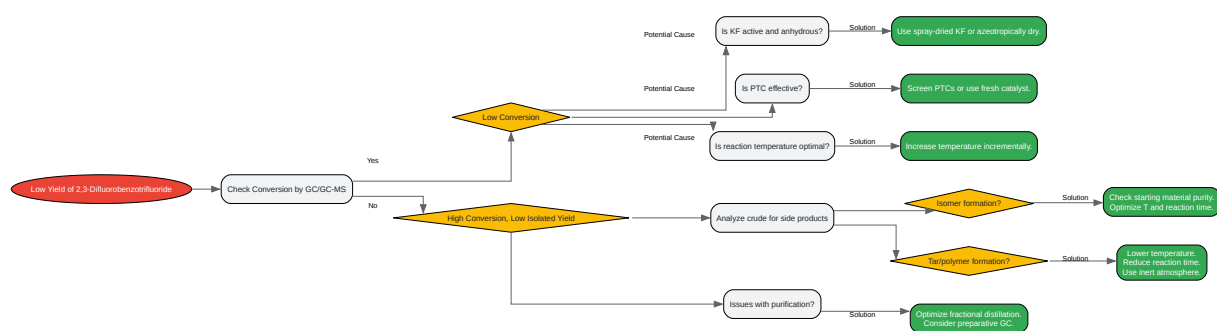 Low Yield of 2,3-Difluorobenzotrifluoride
Check Conversion by GC/GC-MS
Yes
No
Low Conversion
High Conversion, Low Isolated Yield
Potential Cause
Is KF active and anhydrous?
Solution
Use spray-dried KF or azeotropically dry.
Potential Cause
Is PTC effective?
Solution
Screen PTCs or use fresh catalyst.
Potential Cause
Is reaction temperature optimal?
Solution
Increase temperature incrementally.
Analyze crude for side products
Isomer formation?
Solution
Check starting material purity.
Optimize T and reaction time.
Tar/polymer formation?
Solution
Lower temperature.
Reduce reaction time.
Use inert atmosphere.
Issues with purification?
Solution
Optimize fractional distillation.
Consider preparative GC.